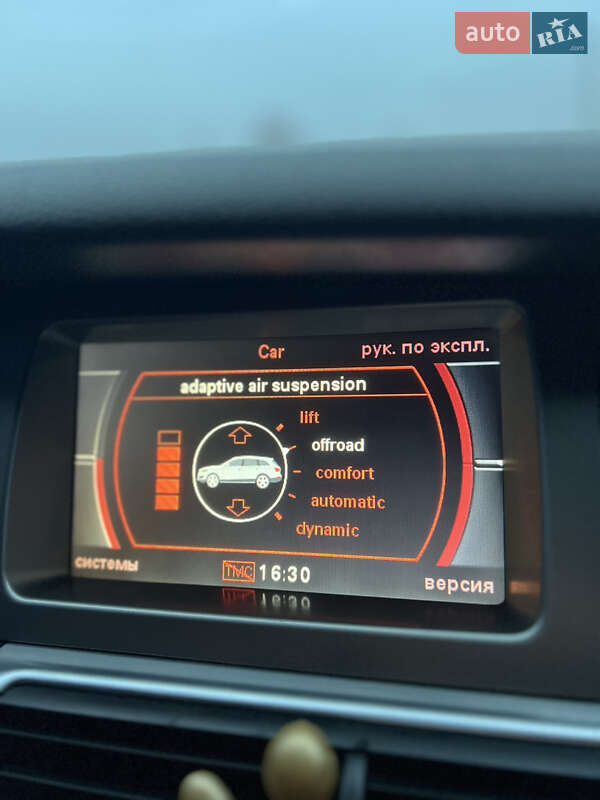 auto RIA .com
Car рук. по экспл.
adaptive air suspension
lift
offroad
comfort
automatic
dynamic
системы
TMC 16:30
версия